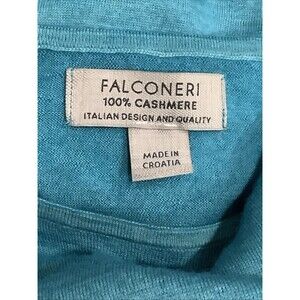 FALCONERI
100% CASHMERE
ITALIAN DESIGN AND QUALITY
MADE IN
CROATIA